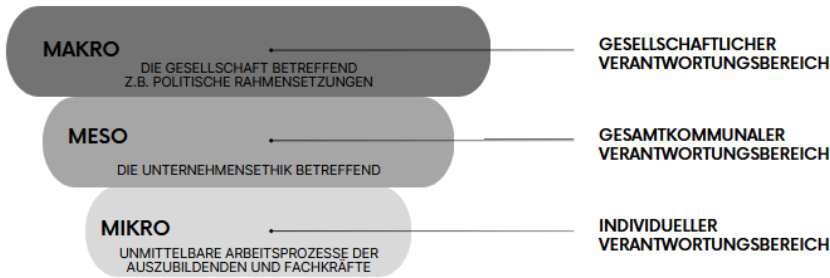 MAKRO
DIE GESELLSCHAFT BETREFFEND
Z.B. POLITISCHE RAHMENSETZUNGEN
GESELLSCHAFTLICHER
VERANTWORTUNGSBEREICH
MESO
DIE UNTERNEHMENSETHIK BETREFFEND
GESAMTKOMMUNALER
VERANTWORTUNGSBEREICH
MIKRO
UNMITTELBARE ARBEITSPROZESSE DER
AUSZUBILDENDEN UND FACHKRÄFTE
INDIVIDUELLER
VERANTWORTUNGSBEREICH